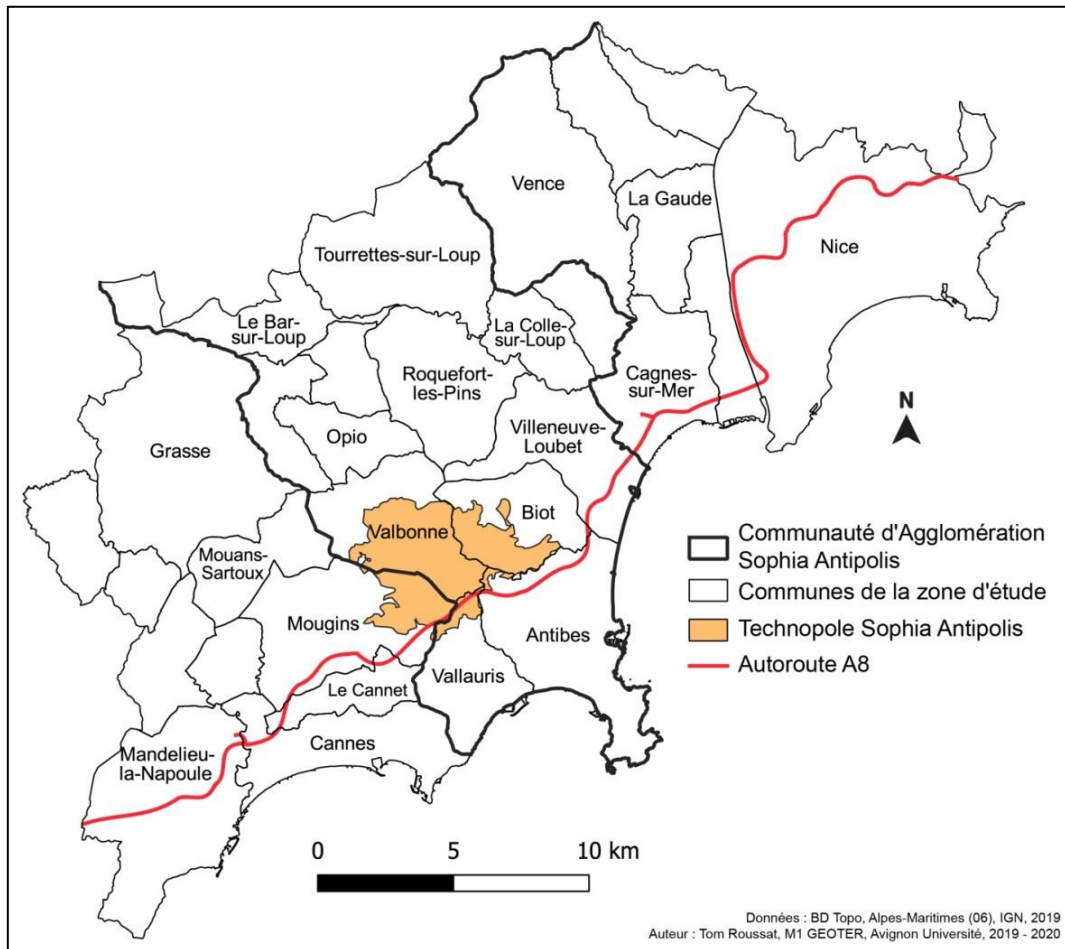 Vence
La Gaude
Nice
Tourrettes-sur-Loup
Le Bar-
sur-Loup
La Colle-
sur-Loup
Roquefort-
les-Pins
Cagnes-
sur-Mer
N
Grasse
Opio
Villeneuve-
Loubet
Valbonne
Biot
Mouans-
Sartoux
Mougins
Antibes
Le Cannet
Vallauris
Cannes
Mandelieu-
la-Napoule
Communauté d'Agglomération
Sophia Antipolis
Communes de la zone d'étude
Technopole Sophia Antipolis
Autoroute A8
0 5 10 km
Données : BD Topo, Alpes-Maritimes (06), IGN, 2019
Auteur : Tom Roussat, M1 GEOTER, Avignon Université, 2019 - 2020